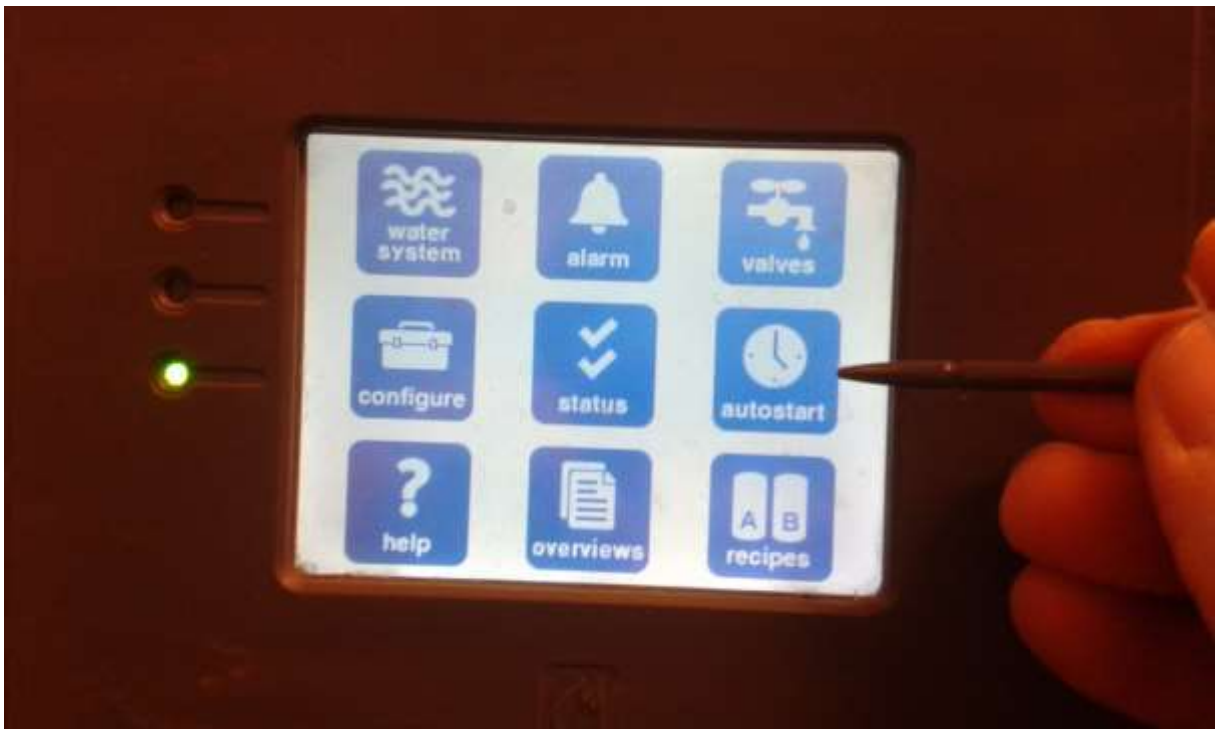 water
system
alarm
valves
configure
status
autostart
?
help
overviews
A B
recipes